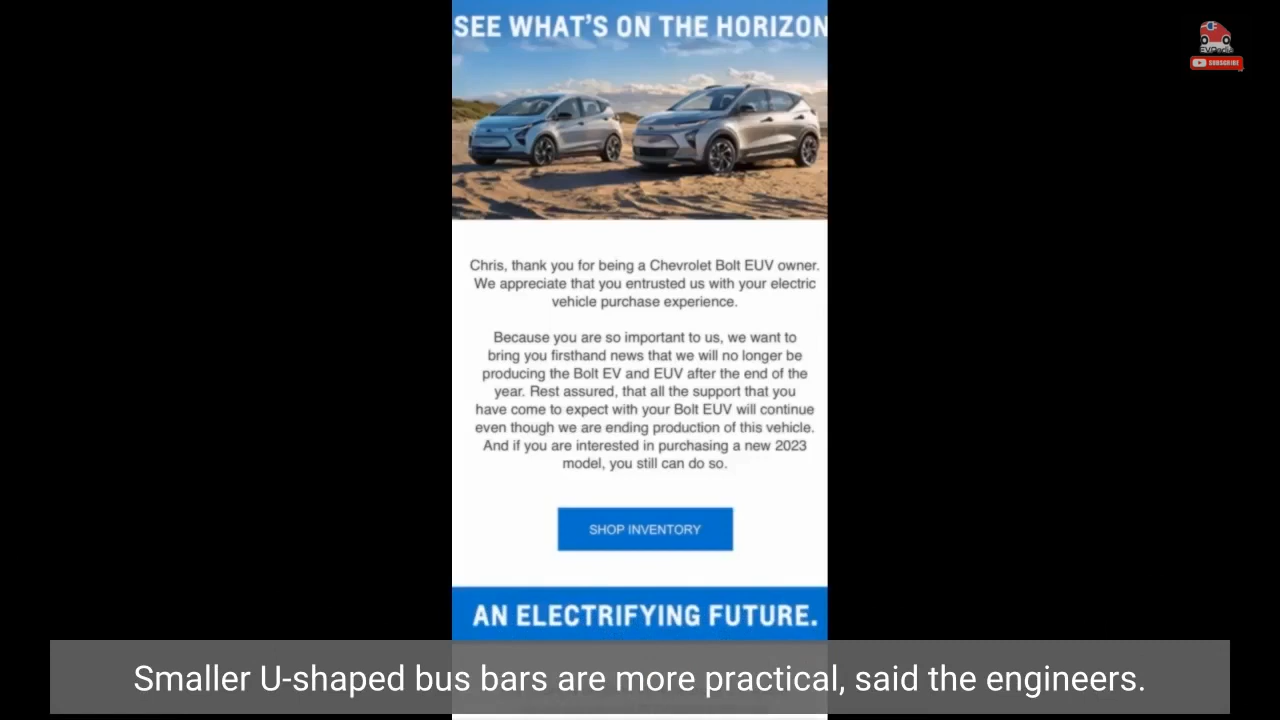 SEE WHAT'S ON THE HORIZON
SUBSCRIBE
Chris, thank you for being a Chevrolet Bolt EUV owner.
We appreciate that you entrusted us with your electric
vehicle purchase experience.
Because you are so important to us, we want to
bring you firsthand news that we will no longer be
producing the Bolt EV and EUV after the end of the
year. Rest assured, that all the support that you
have come to expect with your Bolt EUV will continue
even though we are ending production of this vehicle.
And if you are interested in purchasing a new 2023
model, you still can do so.
SHOP INVENTORY
AN ELECTRIFYING FUTURE.
Smaller U-shaped bus bars are more practical, said the engineers.